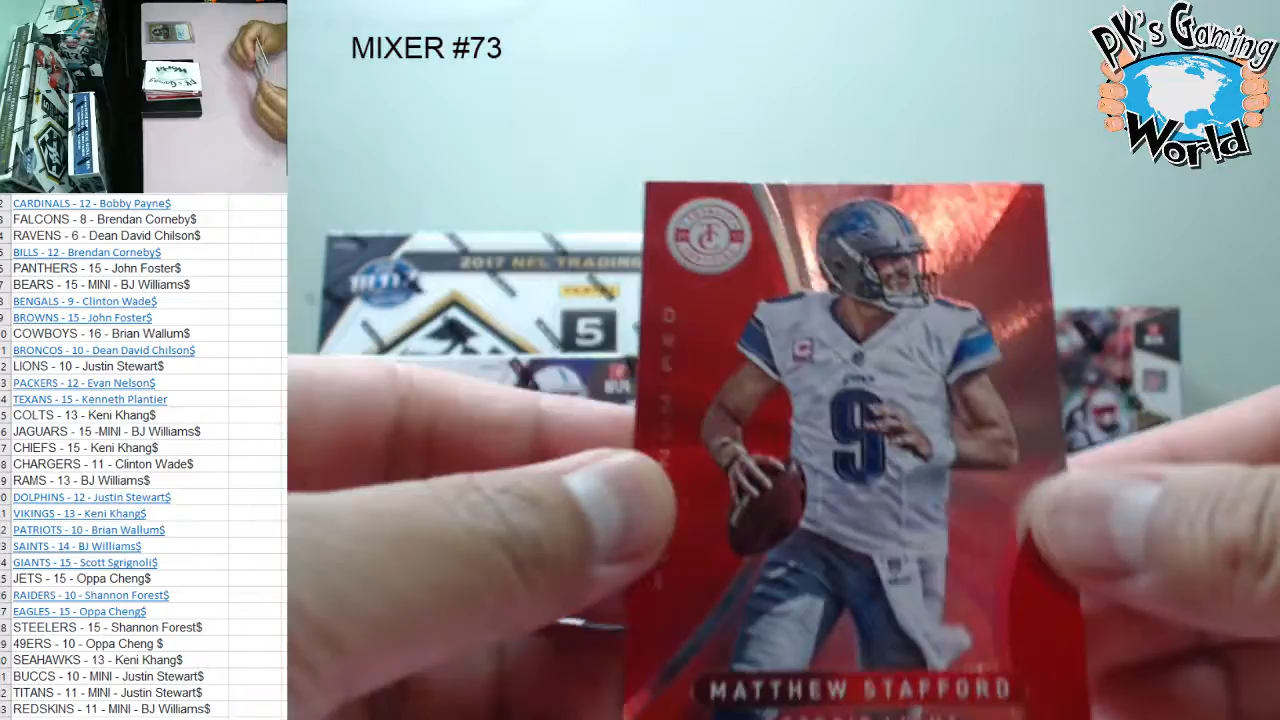 MIXER #73
PK's Gaming
World
CARDINALS - 12 - Bobby Payne$
FALCONS - 8 - Brendan Corneby$
RAVENS - 6 - Dean David Chilson$
BILLS - 12 - Brendan Corneby$
PANTHERS - 15 - John Foster$
BEARS - 15 - MINI - BJ Williams$
BENGALS - 9 - Clinton Wade$
BROWNS - 15 - John Foster$
COWBOYS - 16 - Brian Wallum$
BRONCOS - 10 - Dean David Chilson$
LIONS - 10 - Justin Stewart$
PACKERS - 12 - Evan Nelson$
TEXANS - 15 - Kenneth Plantier
COLTS - 13 - Keni Khang$
JAGUARS - 15 -MINI - BJ Williams$
CHIEFS - 15 - Keni Khang$
CHARGERS - 11 - Clinton Wade$
RAMS - 13 - BJ Williams$
DOLPHINS - 12 - Justin Stewart$
VIKINGS - 13 - Keni Khang$
PATRIOTS - 10 - Brian Wallum$
SAINTS - 14 - BJ Williams$
GIANTS - 15 - Scott Sgrignoli$
JETS - 15 - Oppa Cheng$
RAIDERS - 10 - Shannon Forest$
EAGLES - 15 - Oppa Cheng$
STEELERS - 15 - Shannon Forest$
49ERS - 10 - Oppa Cheng $
SEAHAWKS - 13 - Keni Khang$
BUCCS - 10 - MINI - Justin Stewart$
TITANS - 11 - MINI - Justin Stewart$
REDSKINS - 11 - MINI - BJ Williams$
2017 NFL TRADING
5
9
MATTHEW STAFFORD